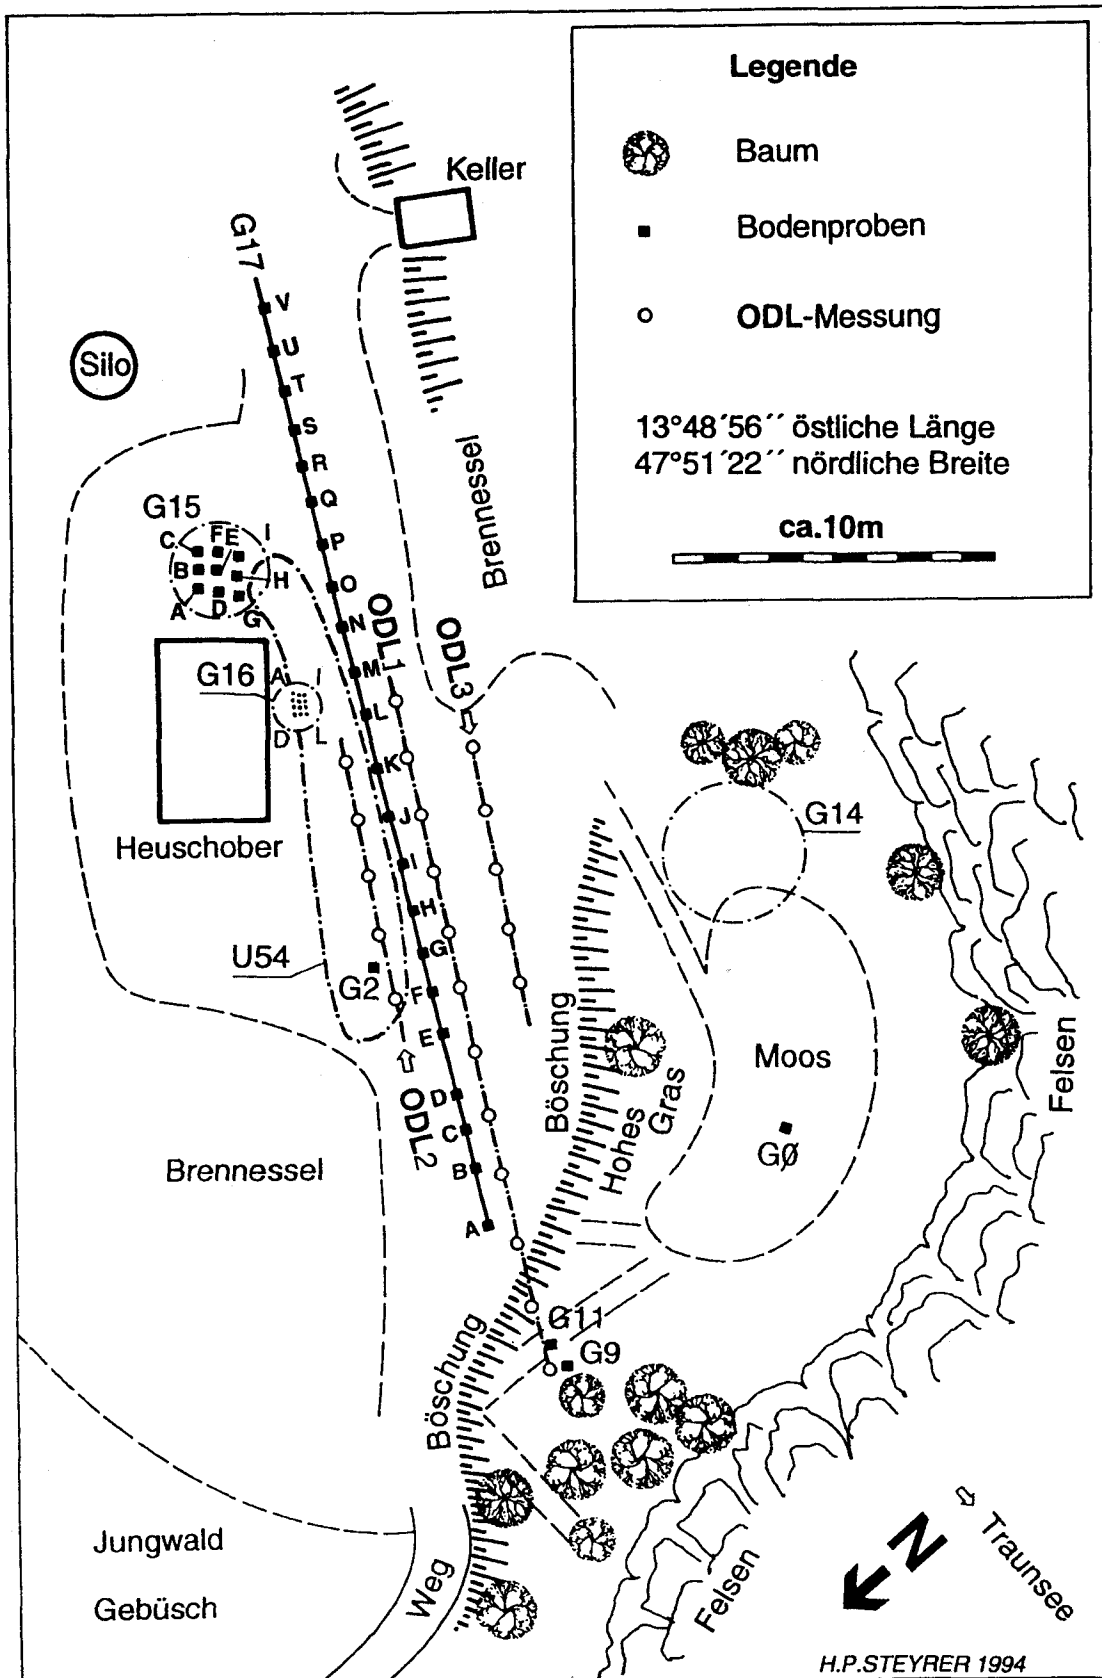 Legende
Baum
Bodenproben
ODL-Messung
13°48´56´´ östliche Länge
47°51´22´´ nördliche Breite
ca.10m
Keller
G17
V
U
T
S
R
Q
P
O
N
M
L
K
J
I
H
G
F
E
D
C
B
A
Silo
Brennessel
G15
C
F
E
I
B
H
A
D
G
G16
A
I
D
L
ODL1
ODL3
Heuschober
G14
U54
G2
ODL2
Böschung
Hohes
Gras
Moos
GØ
Felsen
Brennessel
G11
G9
Böschung
Jungwald
Gebüsch
Weg
Felsen
N
Traunsee
H.P.STEYRER 1994